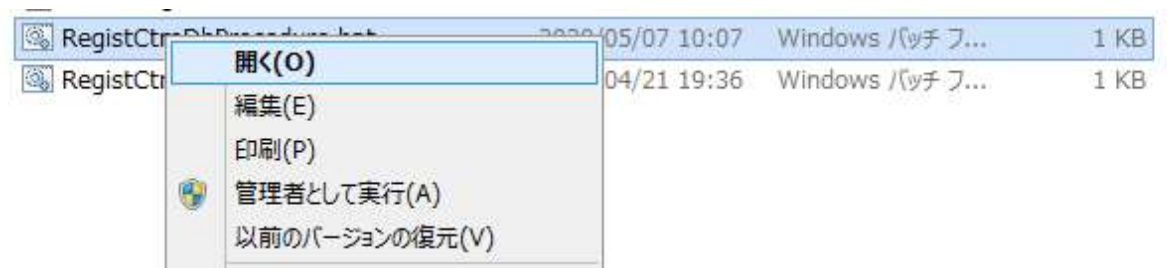 RegistCtrmDbProcedure.bat 2020/05/07 10:07 Windows バッチ フ... 1 KB
RegistCtr 04/21 19:36 Windows バッチ フ... 1 KB
開く(O)
編集(E)
印刷(P)
管理者として実行(A)
以前のバージョンの復元(V)